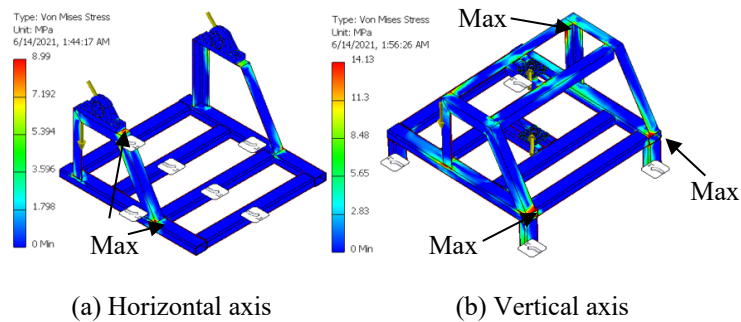 Type: Von Mises Stress
Unit: MPa
6/14/2021, 1:44:17 AM
8.99
7.192
5.394
3.596
1.798
0 Min
Max
(a) Horizontal axis
Type: Von Mises Stress
Unit: MPa
6/14/2021, 1:56:26 AM
14.13
11.3
8.48
5.65
2.83
0 Min
Max
Max
Max
(b) Vertical axis